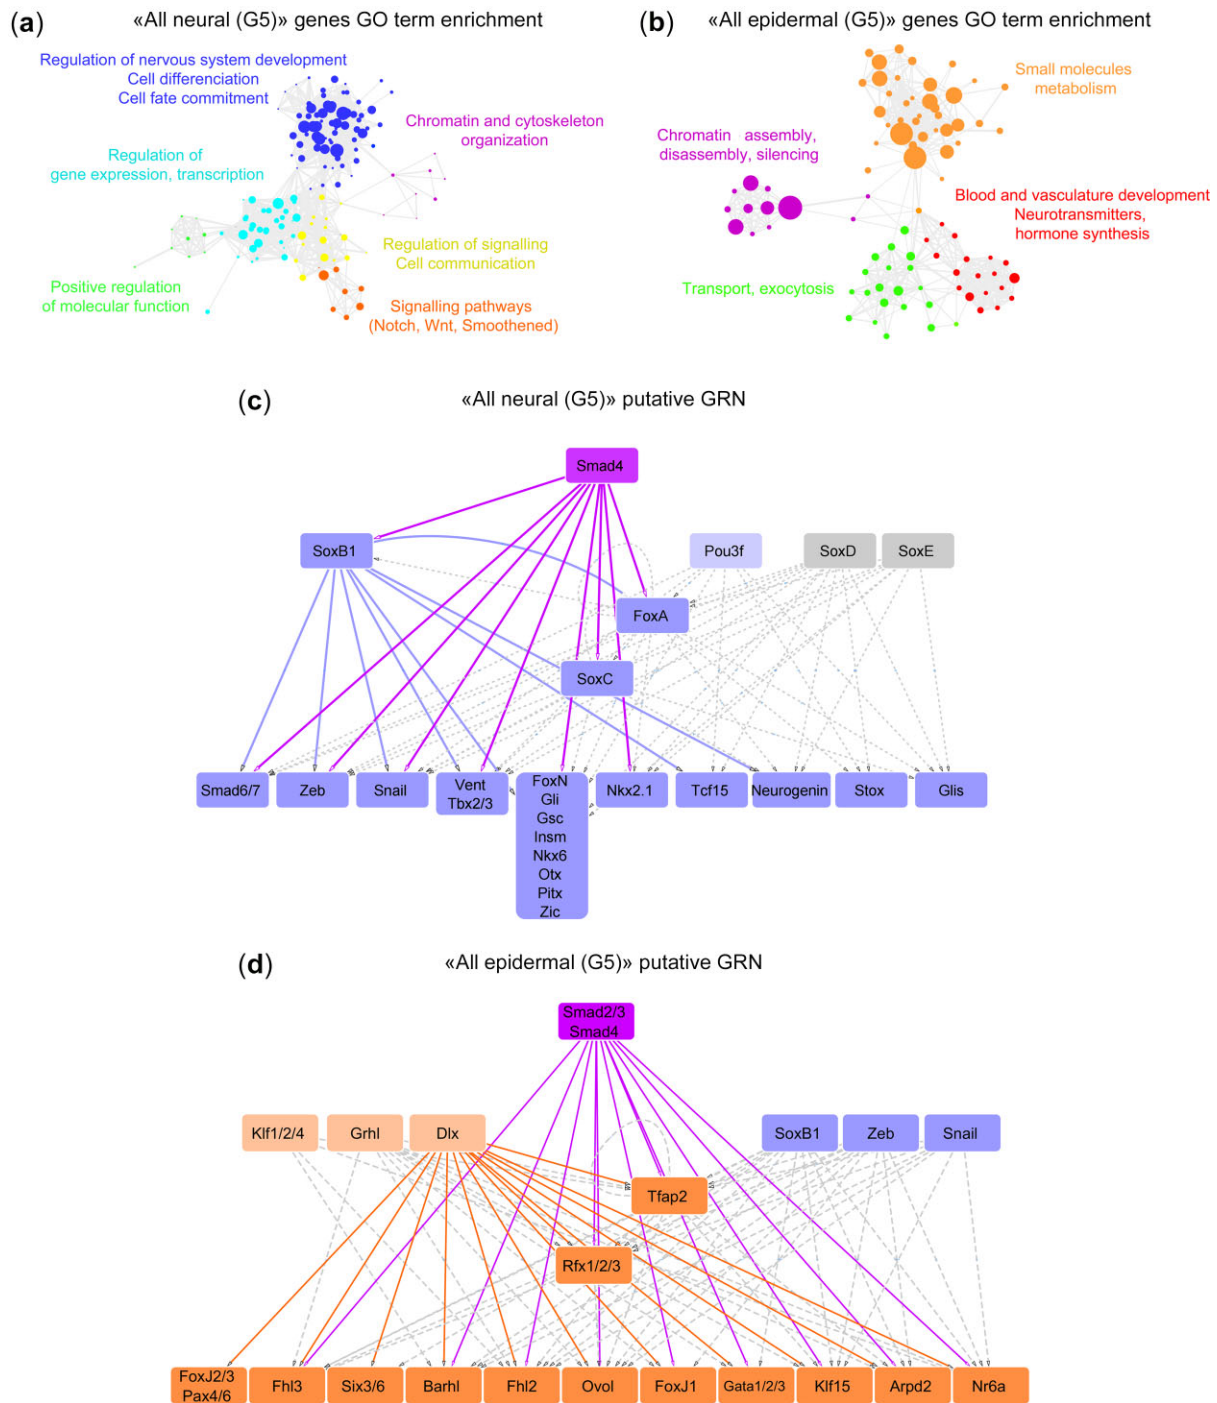 (a) «All neural (G5)» genes GO term enrichment
Regulation of nervous system development
Cell differenciation
Cell fate commitment
Chromatin and cytoskeleton
organization
Regulation of
gene expression, transcription
Regulation of signalling
Cell communication
Positive regulation
of molecular function
Signalling pathways
(Notch, Wnt, Smoothened)
(b) «All epidermal (G5)» genes GO term enrichment
Small molecules
metabolism
Chromatin assembly,
disassembly, silencing
Blood and vasculature development
Neurotransmitters,
hormone synthesis
Transport, exocytosis
(c) «All neural (G5)» putative GRN
Smad4
SoxB1
Pou3f
SoxD
SoxE
FoxA
SoxC
Smad6/7
Zeb
Snail
Vent
Tbx2/3
FoxN
Gli
Gsc
Insm
Nkx6
Otx
Pitx
Zic
Nkx2.1
Tcf15
Neurogenin
Stox
Glis
(d) «All epidermal (G5)» putative GRN
Smad2/3
Smad4
Klf1/2/4
Grhl
Dlx
SoxB1
Zeb
Snail
Tfap2
Rfx1/2/3
FoxJ2/3
Pax4/6
Fhl3
Six3/6
Barhl
Fhl2
Ovol
FoxJ1
Gata1/2/3
Klf15
Arpd2
Nr6a